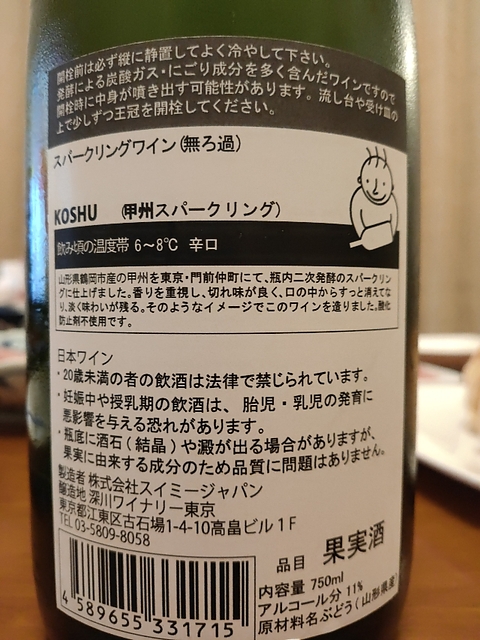 開栓前は必ず縦に静置してよく冷やして下さい。
発酵による炭酸ガス・にごり成分を多く含んだワインですので
開栓時に中身が噴き出す可能性があります。流し台や受け皿の
上で少しずつ王冠を開栓してください。
スパークリングワイン(無ろ過)
KOSHU (甲州スパークリング)
飲み頃の温度帯 6~8℃ 辛口
山形県鶴岡市産の甲州を東京・門前仲町にて、瓶内二次発酵のスパークリン
グに仕上げました。香りを重視し、切れ味が良く、口の中からすっと消えてな
り、淡く味わいが残る。そのようなイメージでこのワインを造りました。酸化
防止剤不使用です。
日本ワイン
・20歳未満の者の飲酒は法律で禁じられています。
・妊娠中や授乳期の飲酒は、胎児・乳児の発育に
悪影響を与える恐れがあります。
・瓶底に酒石(結晶)や澱が出る場合がありますが、
果実に由来する成分のため品質に問題はありません。
製造者 株式会社スイミージャパン
醸造地 深川ワイナリー東京
東京都江東区古石場1-4-10高畠ビル1F
TEL 03-5809-8058
品目 果実酒
内容量 750ml
アルコール分 11%
原材料名 ぶどう(山形県産)
4 589655 331715